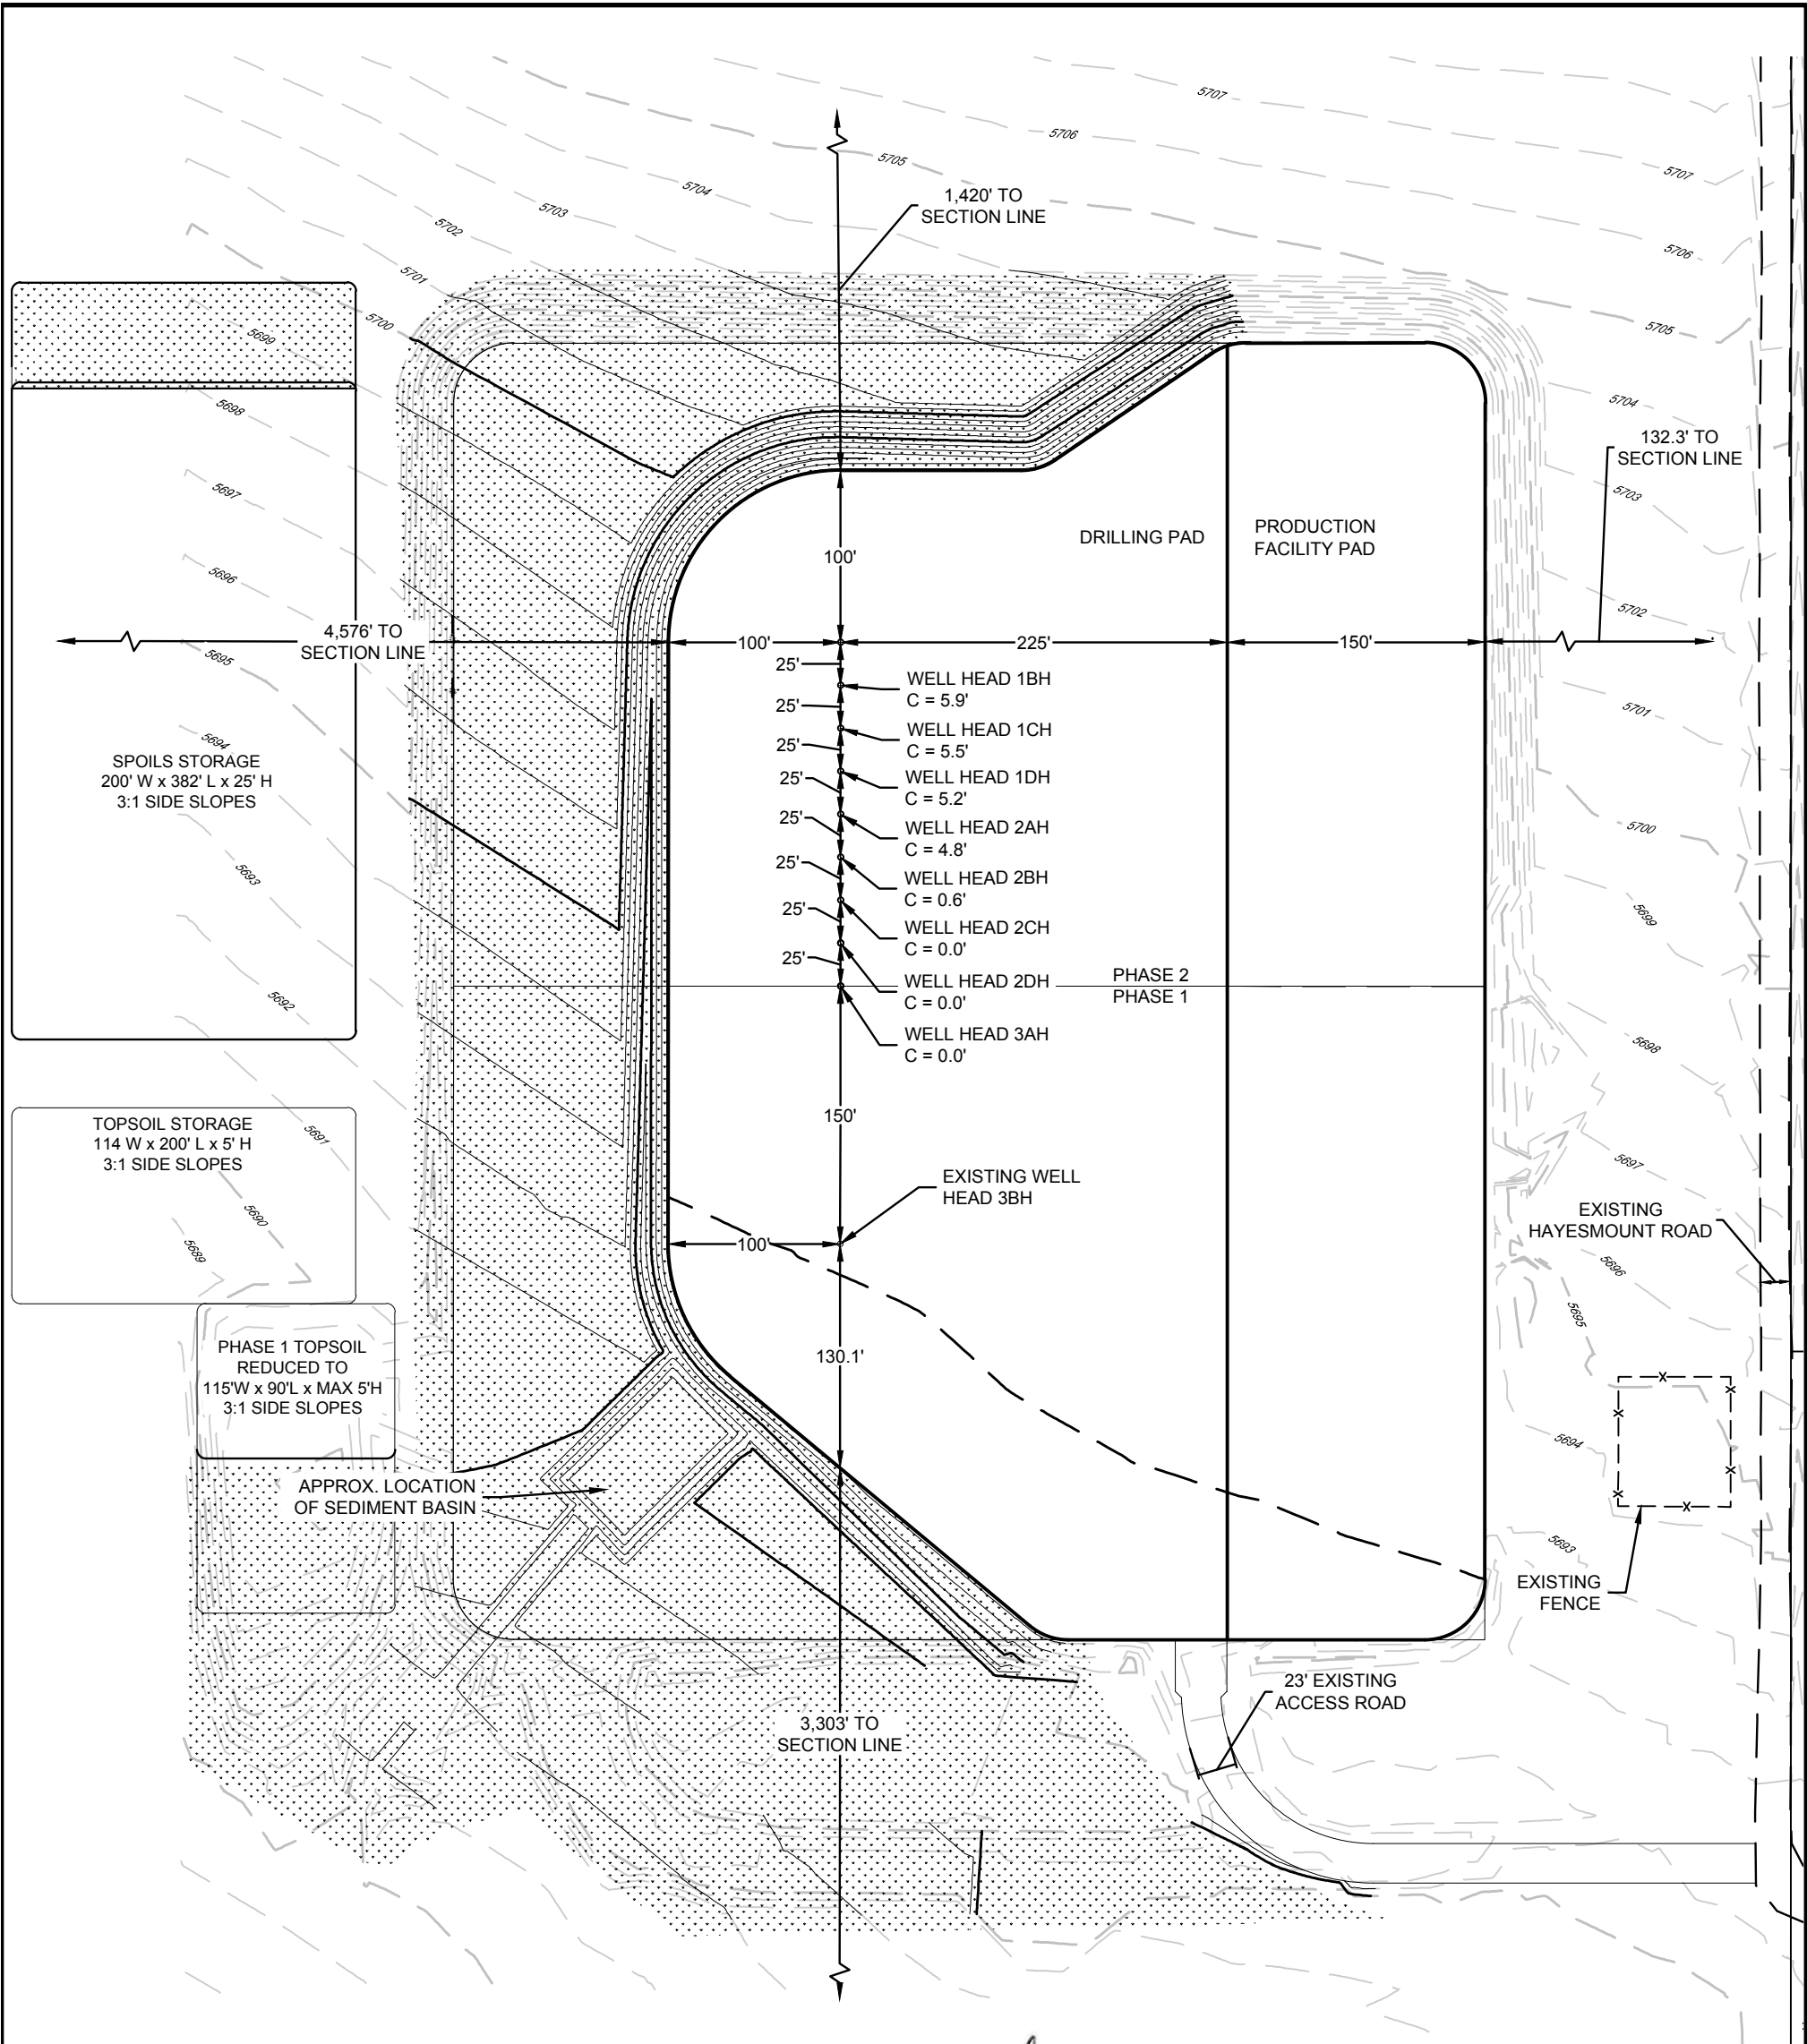 5707
5706
5705
5704
5707
1,420' TO
SECTION LINE
5703
5702
5706
5701
5700
5705
5699
5698
5704
132.3' TO
SECTION LINE
5697
5703
DRILLING PAD
PRODUCTION
FACILITY PAD
100'
5696
5702
4,576' TO
SECTION LINE
100'
225'
150'
5695
25'
WELL HEAD 1BH
C = 5.9'
25'
5701
WELL HEAD 1CH
C = 5.5'
25'
5694
SPOILS STORAGE
200' W x 382' L x 25' H
3:1 SIDE SLOPES
25'
WELL HEAD 1DH
C = 5.2'
25'
WELL HEAD 2AH
C = 4.8'
5700
25'
5693
WELL HEAD 2BH
C = 0.6'
25'
5699
WELL HEAD 2CH
C = 0.0'
25'
WELL HEAD 2DH
C = 0.0'
PHASE 2
PHASE 1
5692
WELL HEAD 3AH
C = 0.0'
5698
TOPSOIL STORAGE
114 W x 200' L x 5' H
3:1 SIDE SLOPES
5691
150'
5697
EXISTING WELL
HEAD 3BH
5690
5689
EXISTING
HAYESMOUNT ROAD
100'
5696
5695
PHASE 1 TOPSOIL
REDUCED TO
115'W x 90'L x MAX 5'H
3:1 SIDE SLOPES
130.1'
5694
APPROX. LOCATION
OF SEDIMENT BASIN
x
x
x
x
x
x
5693
EXISTING
FENCE
23' EXISTING
ACCESS ROAD
3,303' TO
SECTION LINE